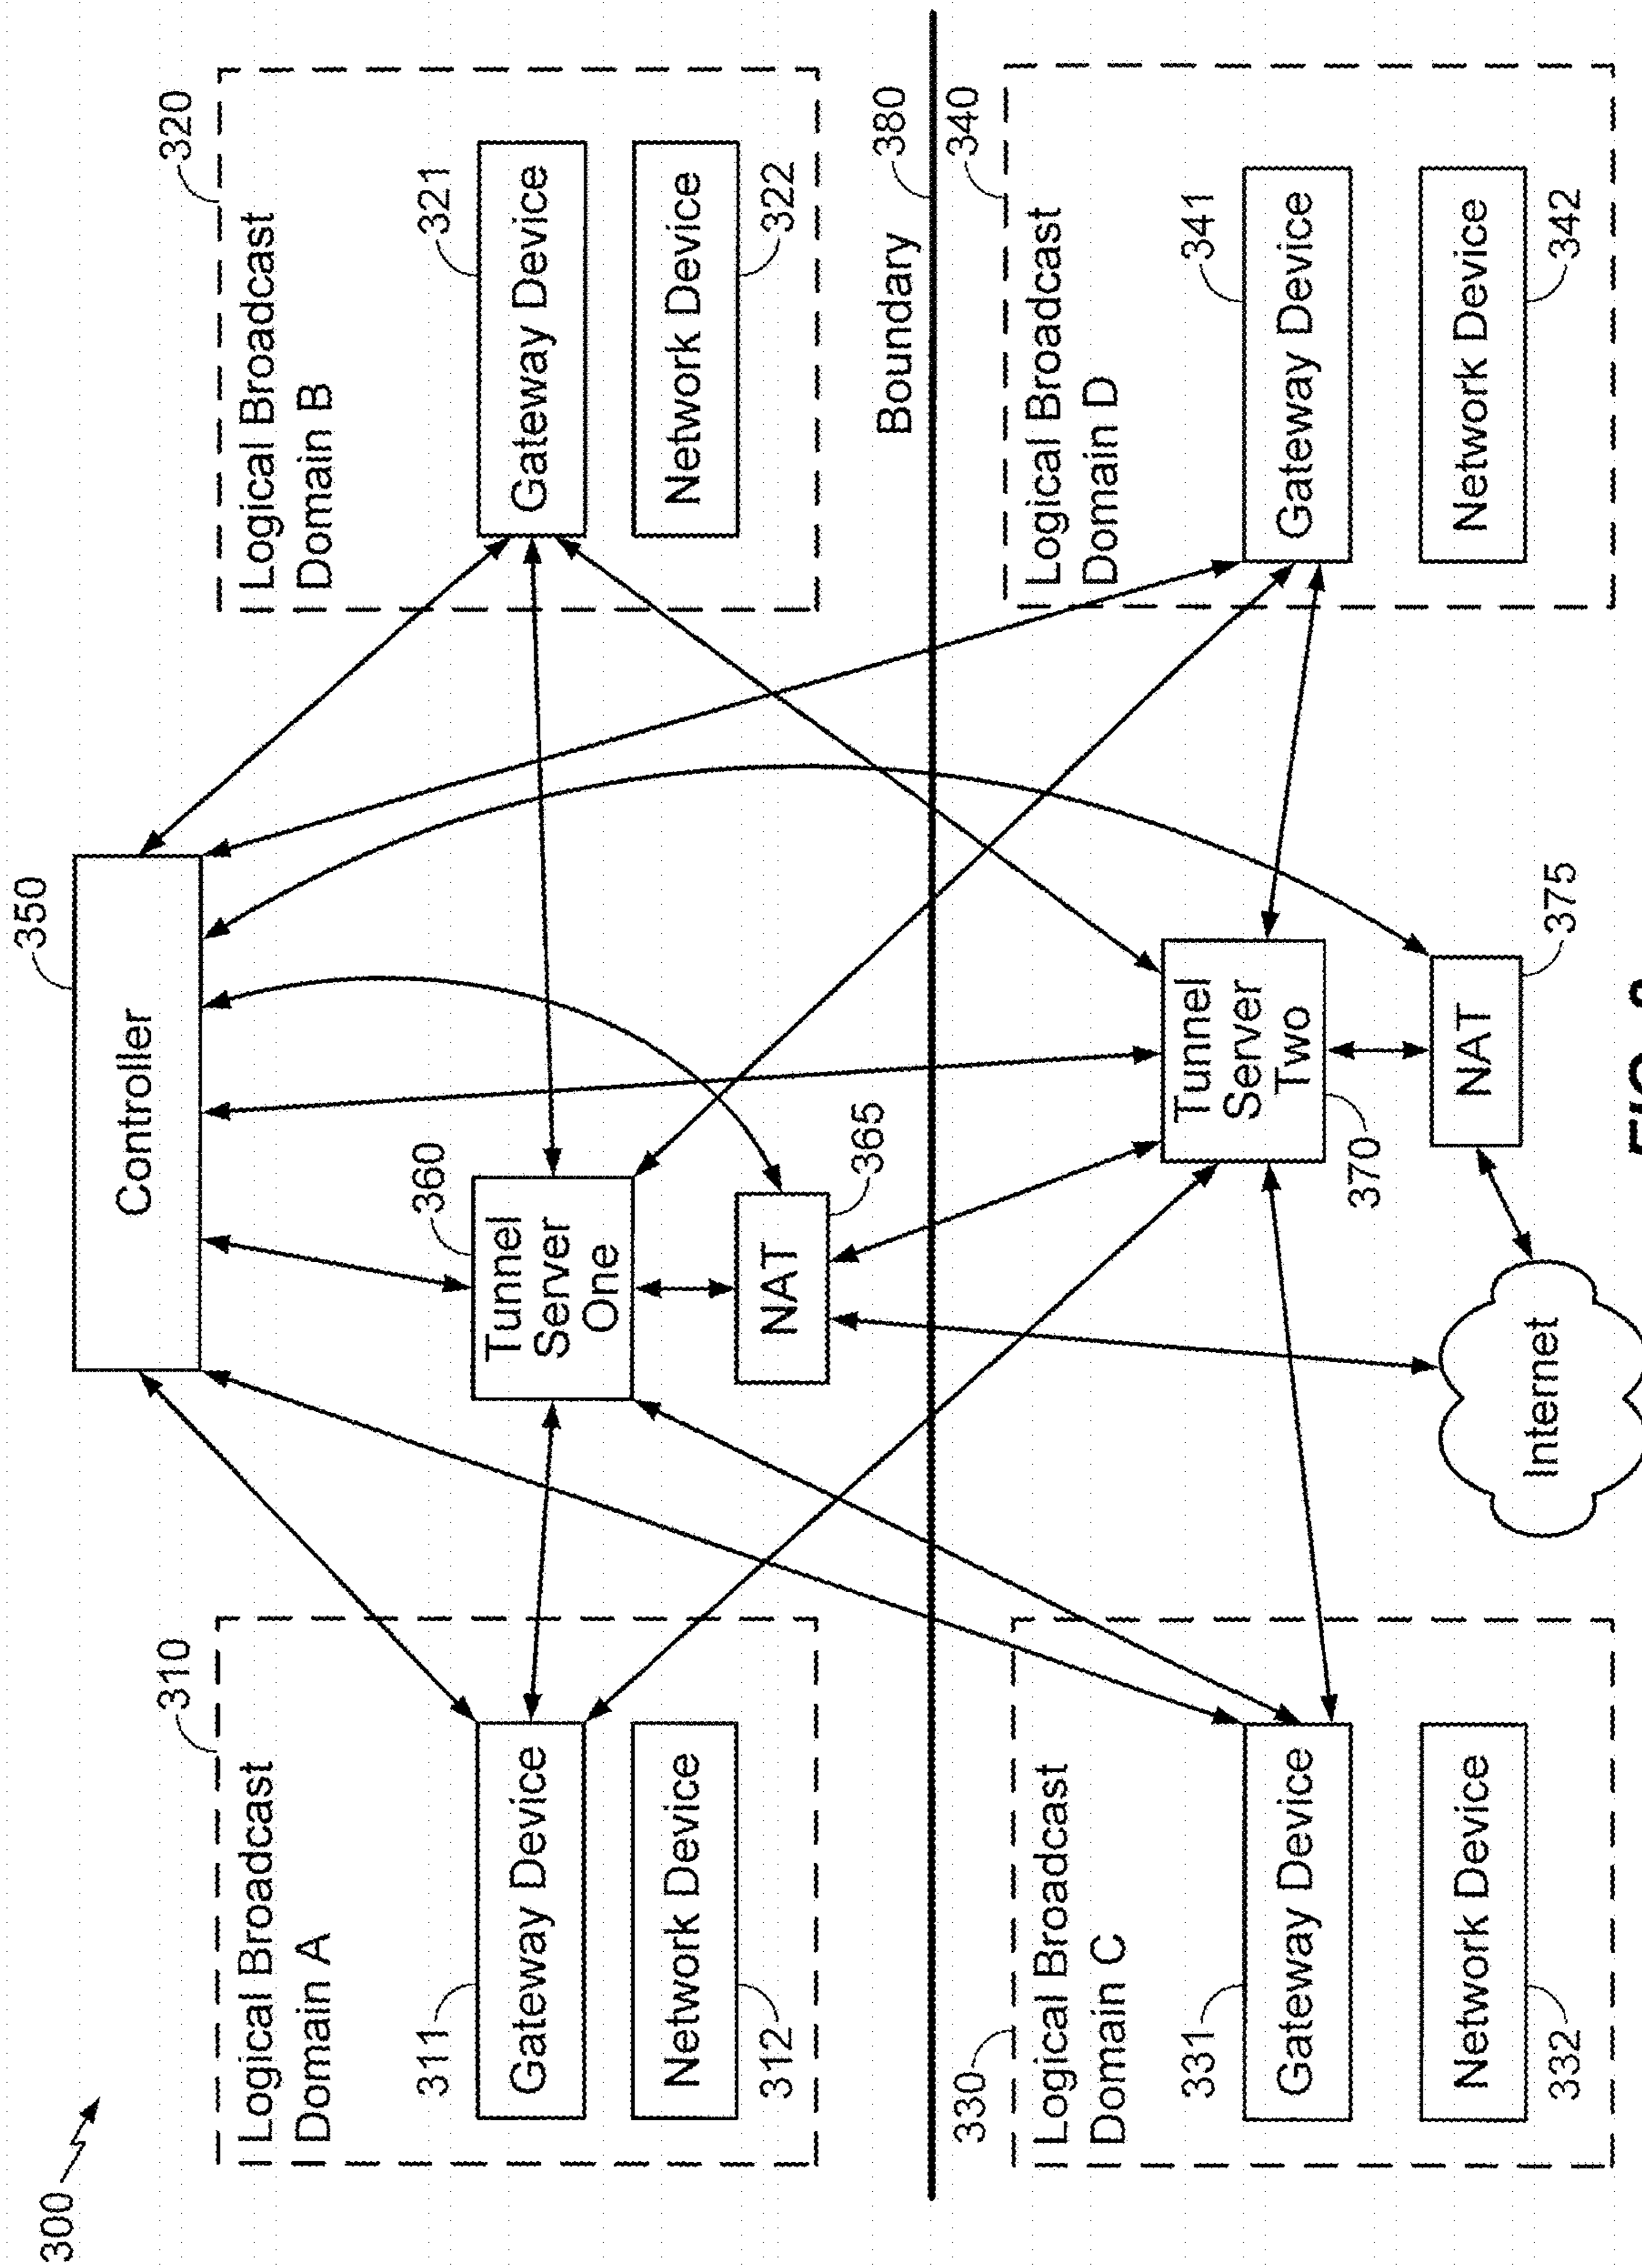 300
350
Controller
310
Logical Broadcast
Domain A
311
Gateway Device
Network Device
312
320
Logical Broadcast
Domain B
321
Gateway Device
Network Device
322
360
Tunnel
Server
One
NAT
365
Boundary
380
330
Logical Broadcast
Domain C
331
Gateway Device
Network Device
332
340
Logical Broadcast
Domain D
341
Gateway Device
Network Device
342
Tunnel
Server
Two
370
NAT
375
Internet
FIG.